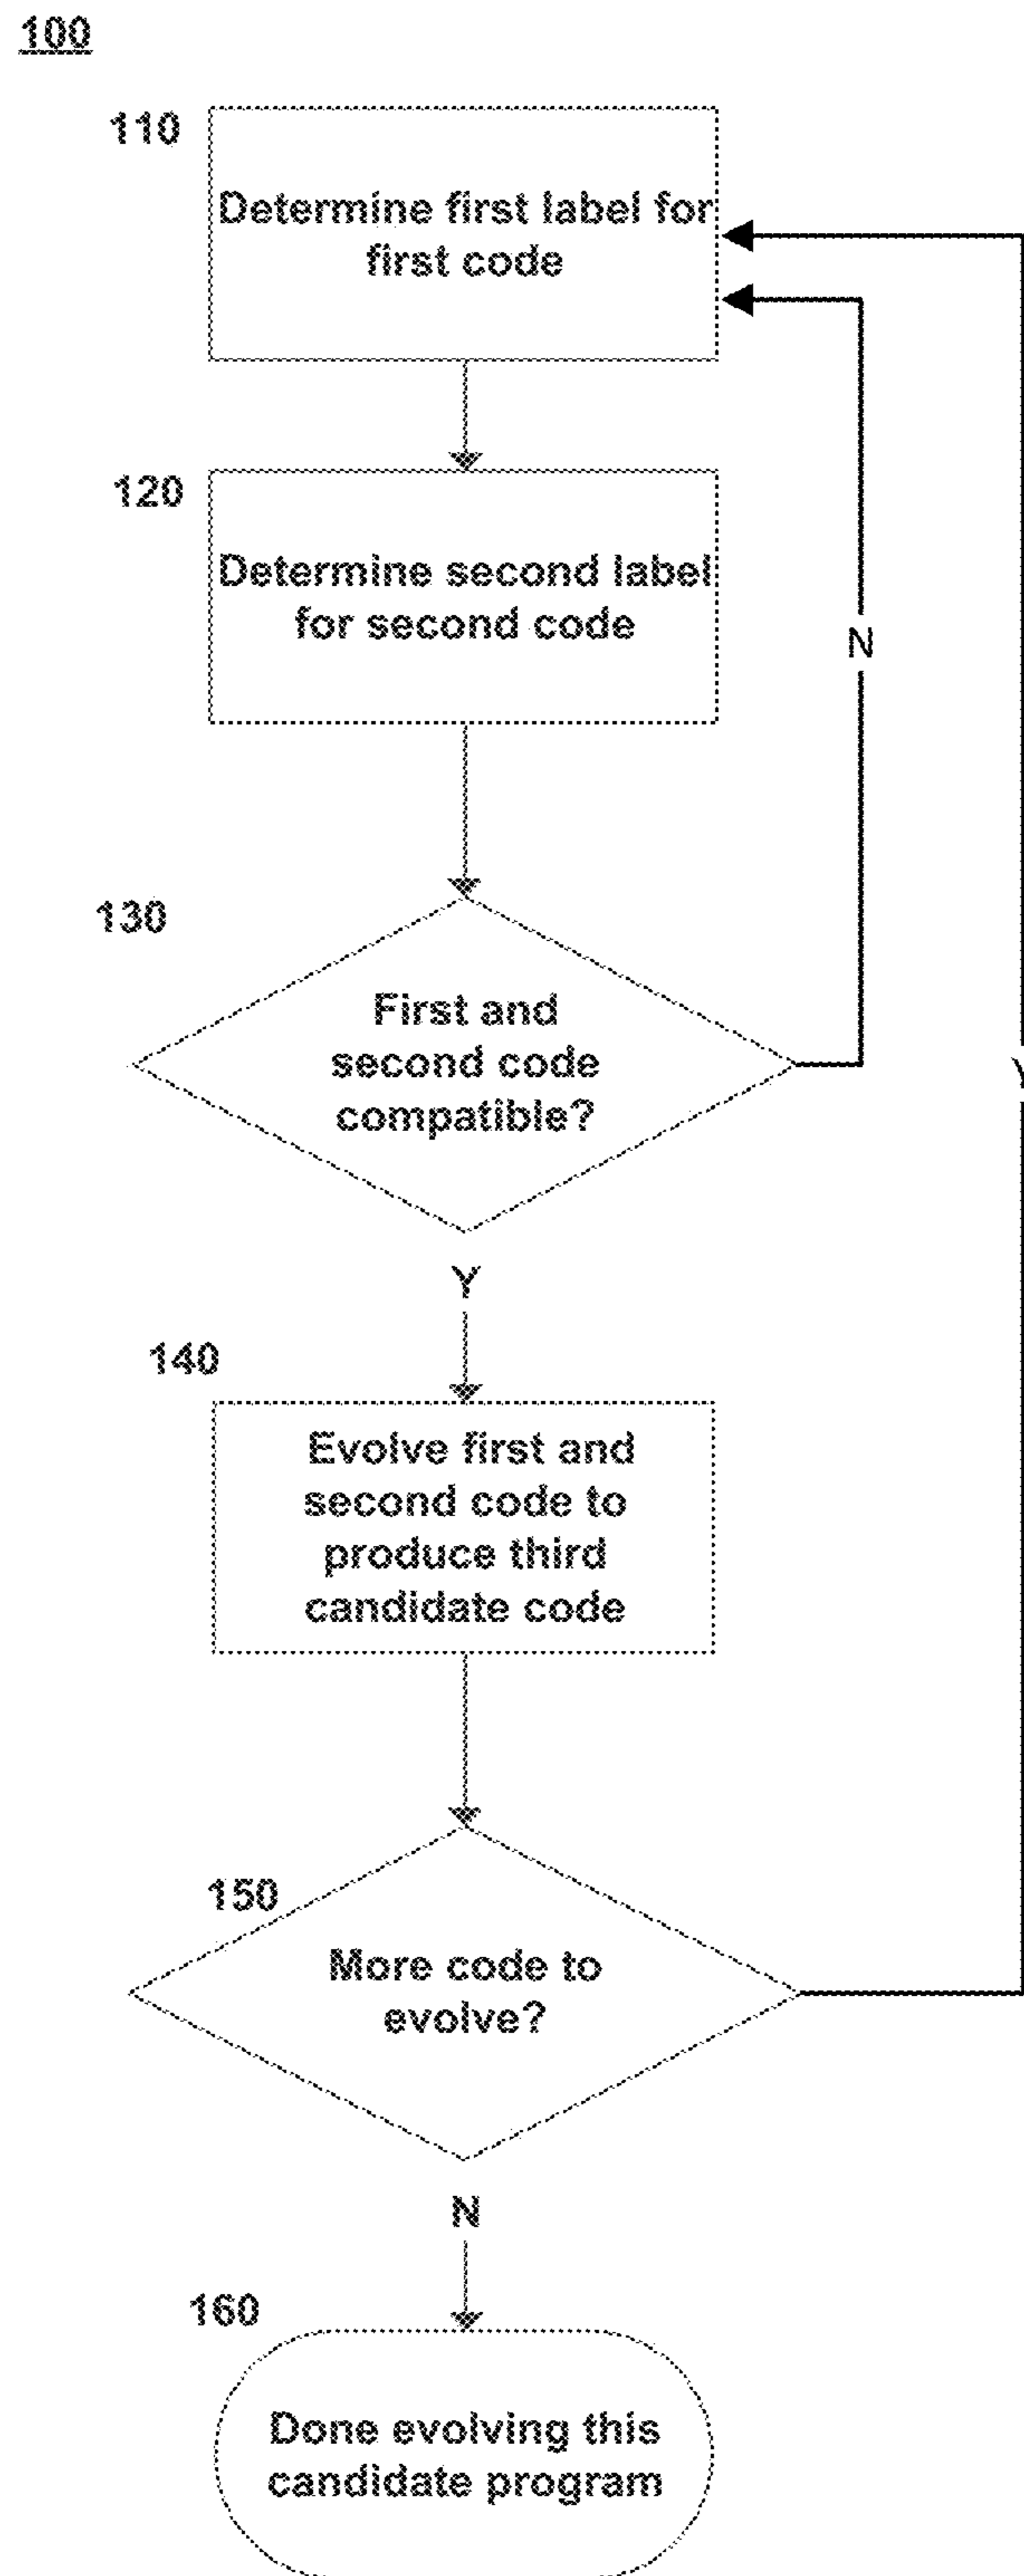 100
110
Determine first label for
first code
120
Determine second label
for second code
N
130
First and
second code
compatible?
Y
Y
140
Evolve first and
second code to
produce third
candidate code
150
More code to
evolve?
N
160
Done evolving this
candidate program